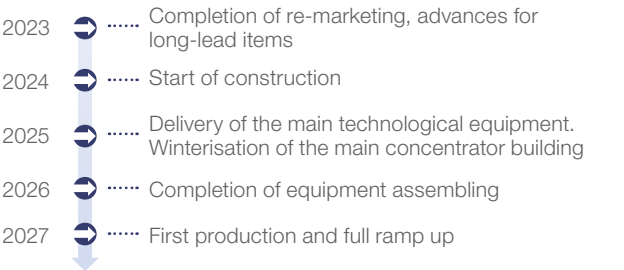 2023 Completion of re-marketing, advances for
long-lead items
2024 Start of construction
2025 Delivery of the main technological equipment.
Winterisation of the main concentrator building
2026 Completion of equipment assembling
2027 First production and full ramp up